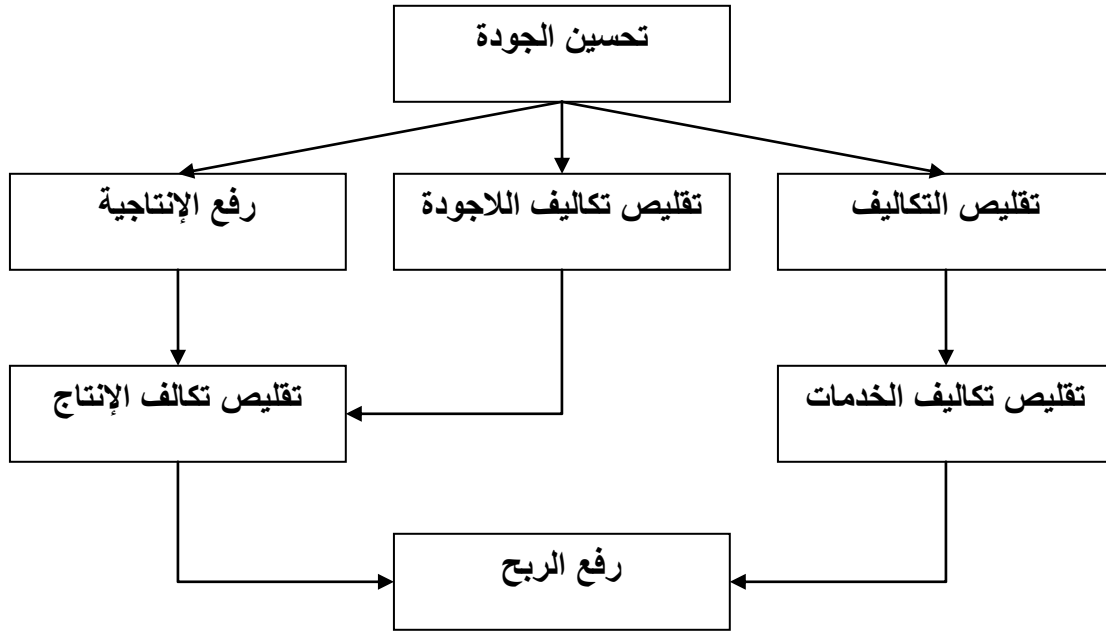 تحسين الجودة
تقليص التكاليف
تقليص تكاليف اللاجودة
رفع الإنتاجية
تقليص تكاليف الخدمات
تقليص تكالف الإنتاج
رفع الربح